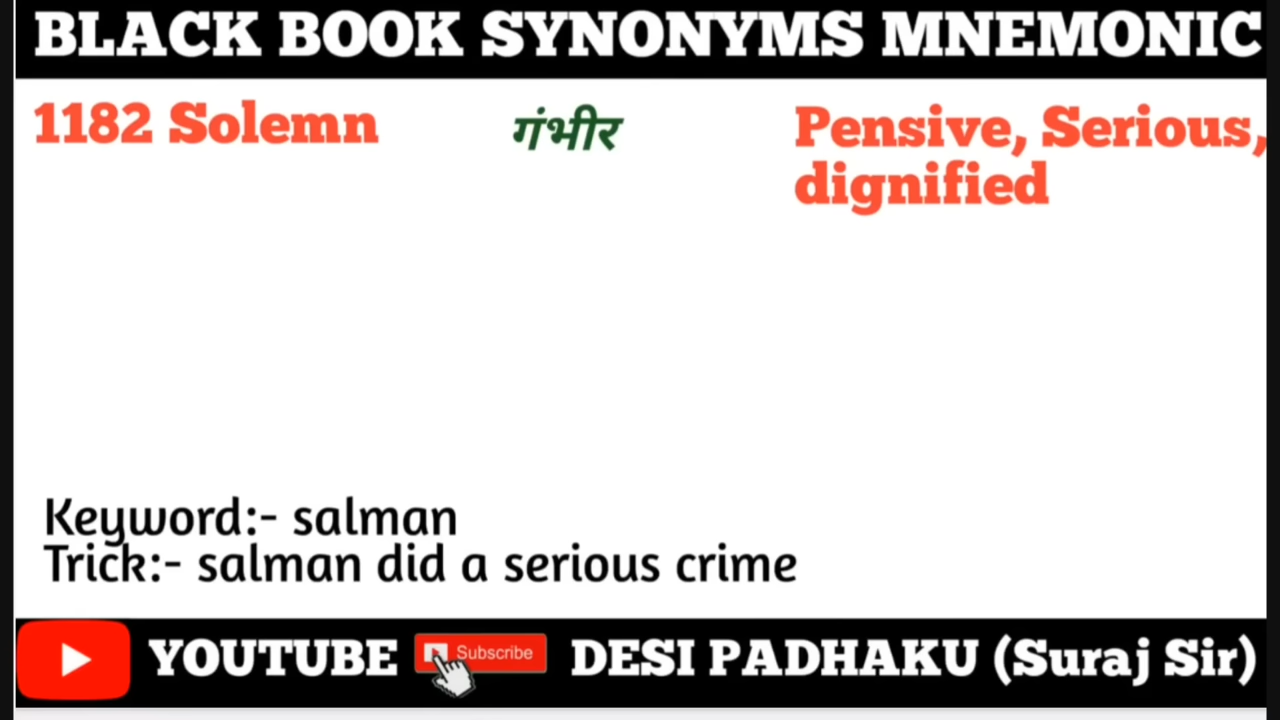 BLACK BOOK SYNONYMS MNEMONIC
1182 Solemn गंभीर Pensive, Serious,
dignified
Keyword:- salman
Trick:- salman did a serious crime
YOUTUBE Subscribe DESI PADHAKU (Suraj Sir)